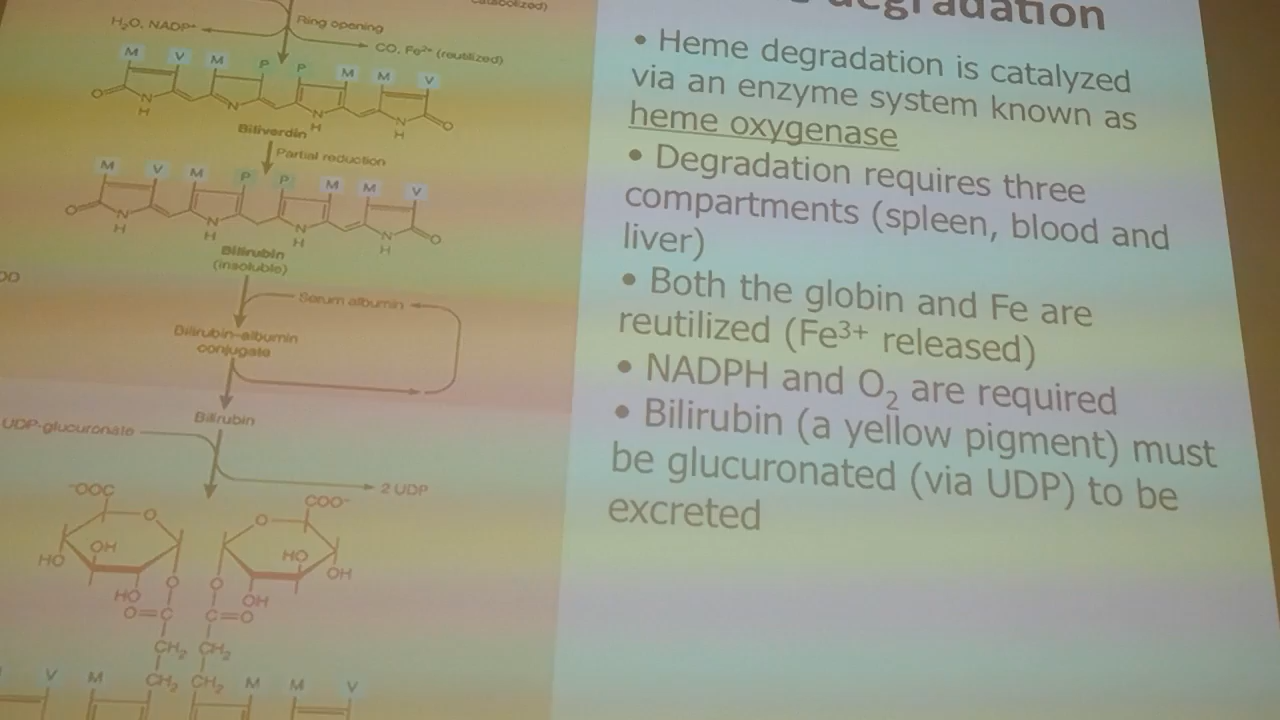 catabolized)
H₂O, NADP⁺
Ring opening
CO, Fe²⁺ (reutilized)
M V M P P M M V
O N H N N H N H O
Biliverdin
Partial reduction
M V M P P M M V
O N H N H N H N H O
Bilirubin
(insoluble)
Serum albumin
Bilirubin-albumin
conjugate
Bilirubin
UDP-glucuronate
2 UDP
⁻OOC O O COO⁻
HO OH HO OH
HO O O OH
O=C C=O
CH₂ CH₂
V M CH₂ CH₂ M M V
degradation
• Heme degradation is catalyzed
via an enzyme system known as
heme oxygenase
• Degradation requires three
compartments (spleen, blood and
liver)
• Both the globin and Fe are
reutilized (Fe³⁺ released)
• NADPH and O₂ are required
• Bilirubin (a yellow pigment) must
be glucuronated (via UDP) to be
excreted